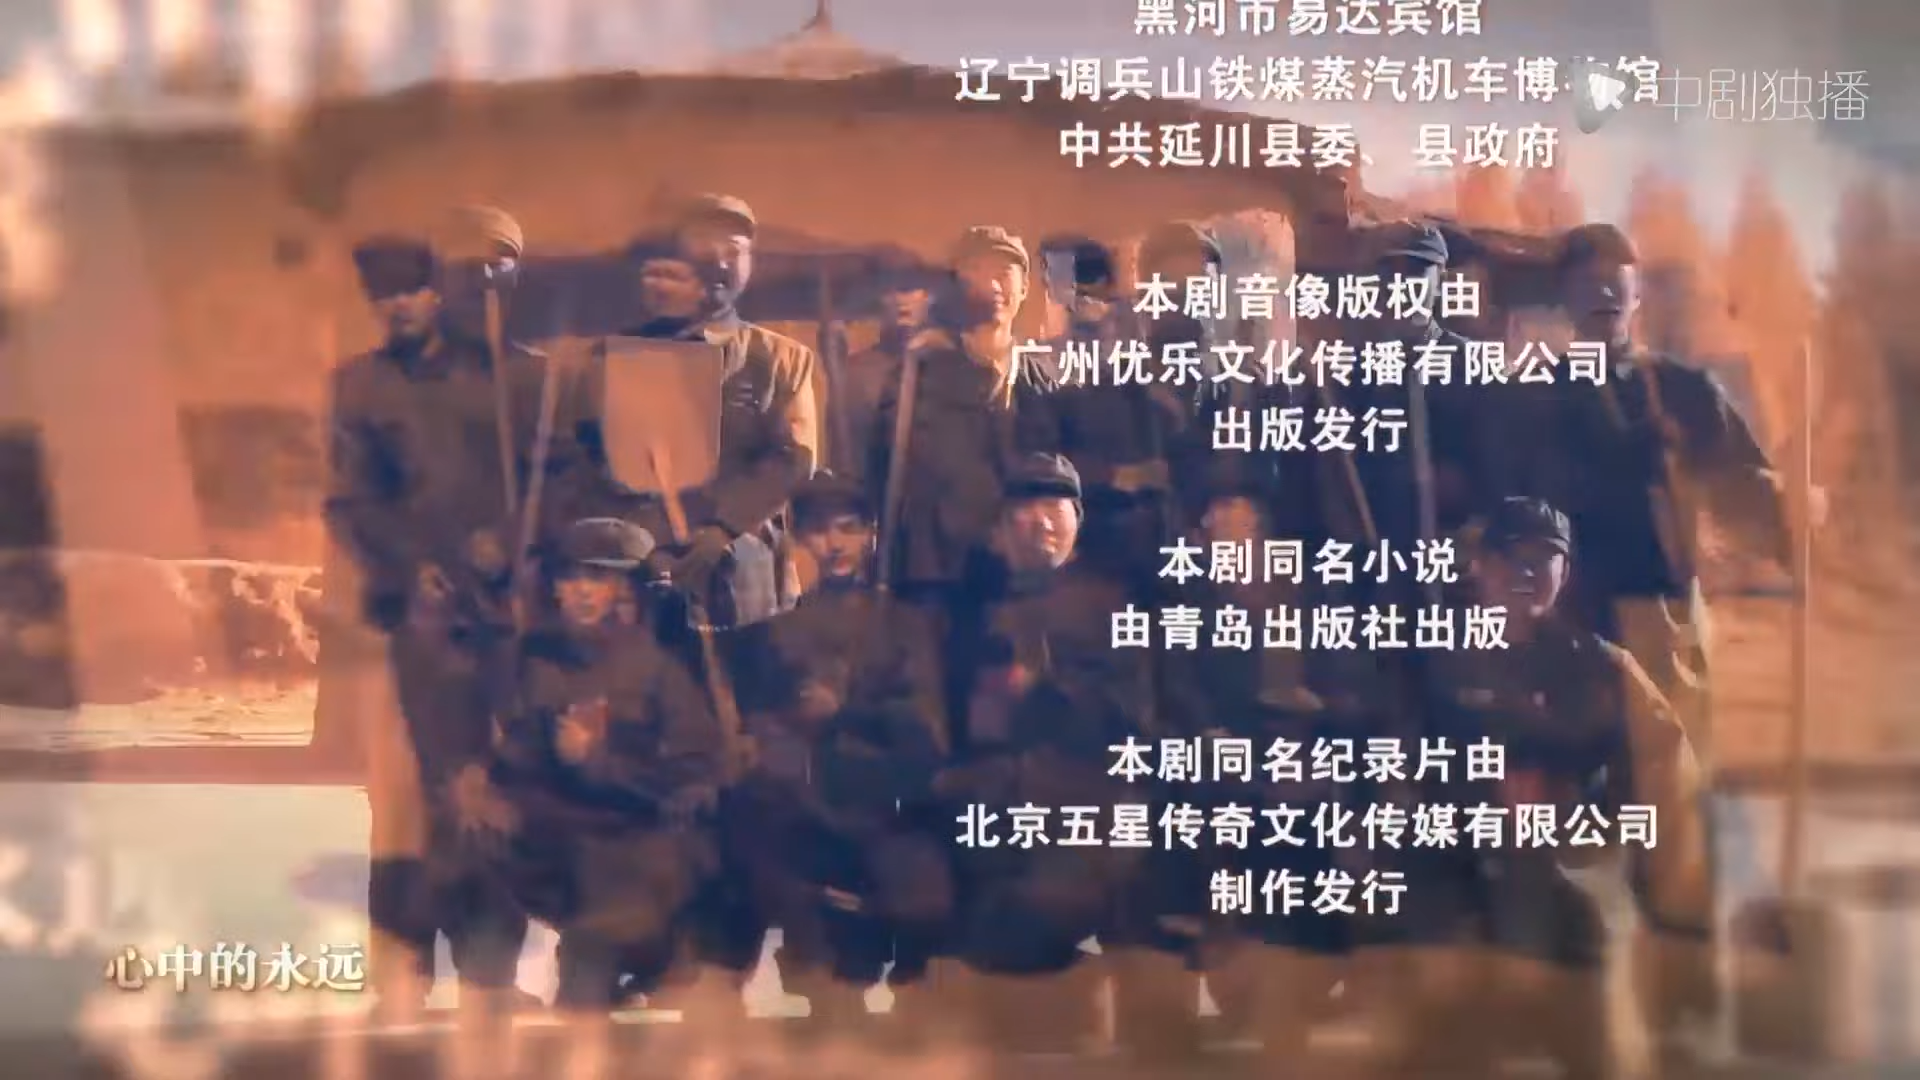 黑河市易达宾馆
辽宁调兵山铁煤蒸汽机车博物馆
中剧独播
中共延川县委、县政府
本剧音像版权由
广州优乐文化传播有限公司
出版发行
本剧同名小说
由青岛出版社出版
本剧同名纪录片由
北京五星传奇文化传媒有限公司
制作发行
心中的永远